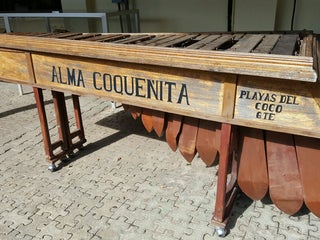 ALMA COQUENITA
PLAYAS DEL
COCO
GTE